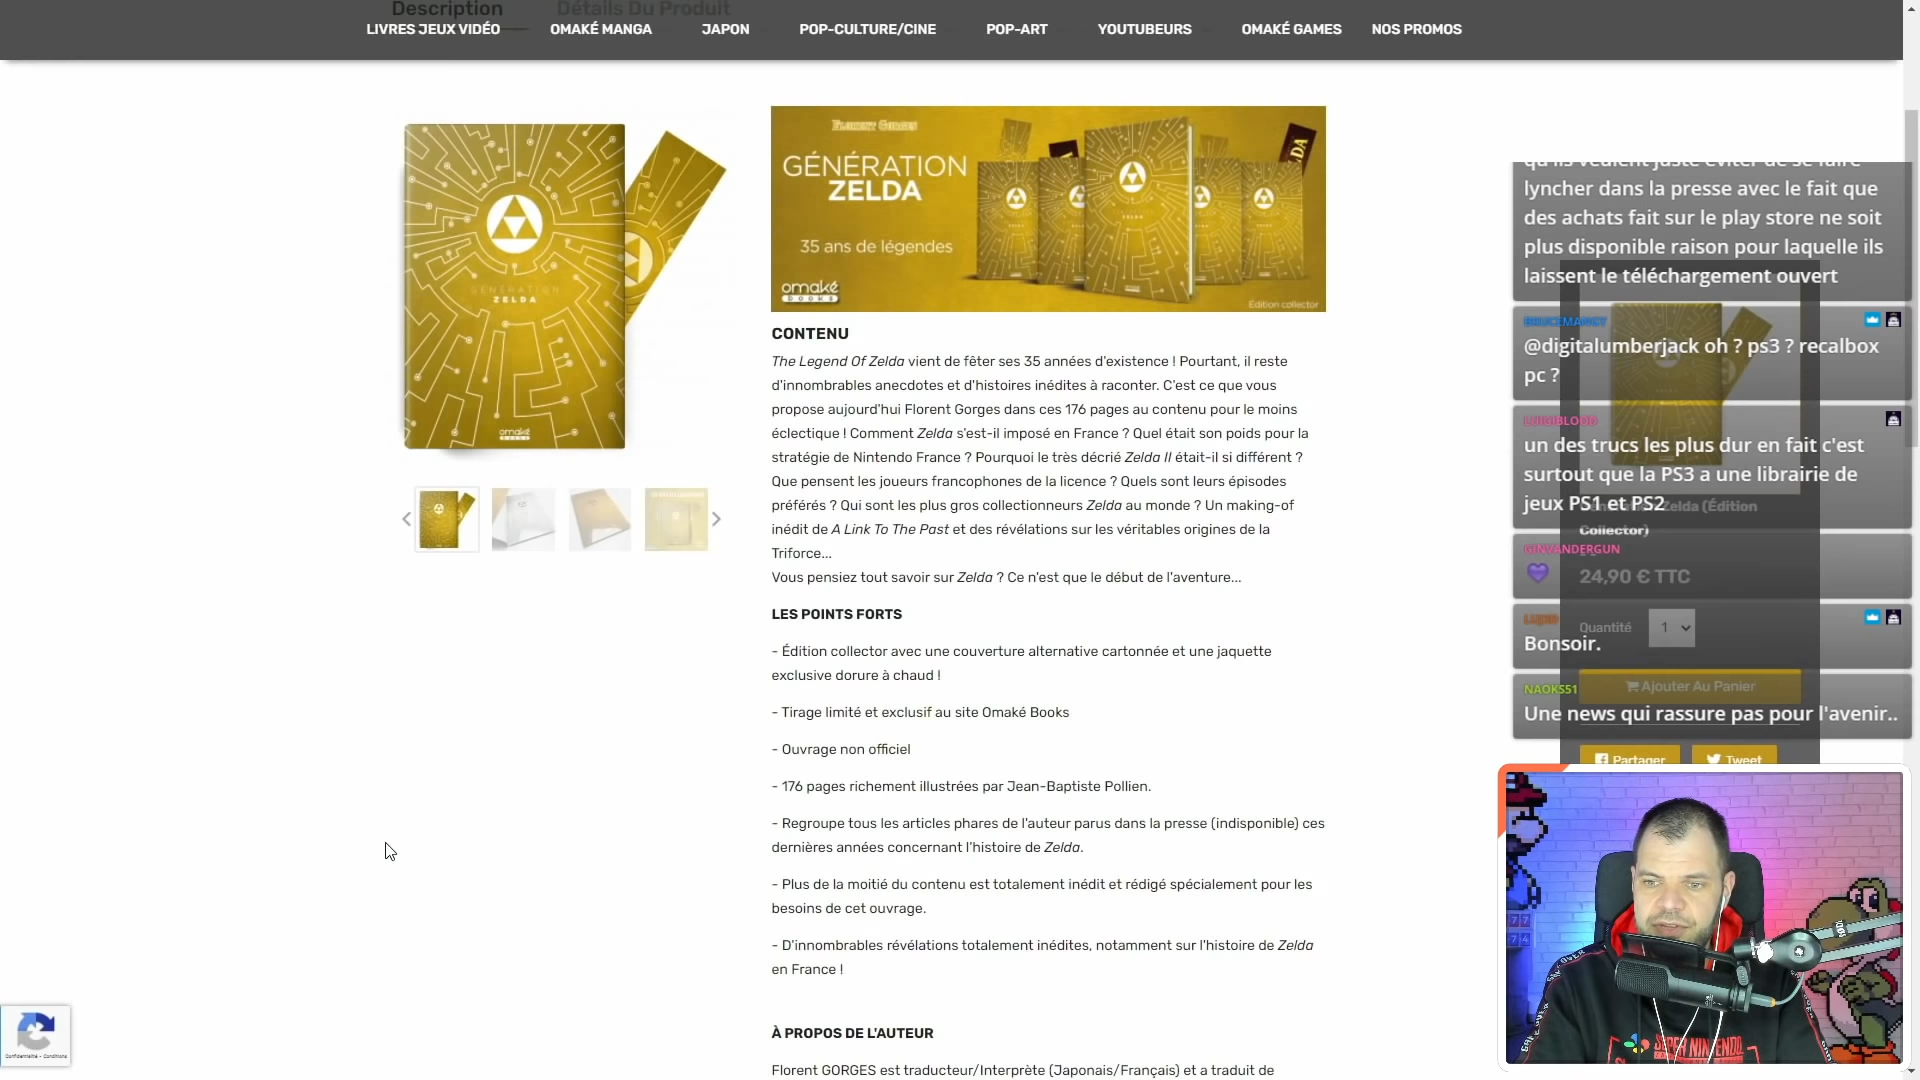 Description
Détails Du Produit
LIVRES JEUX VIDÉO
OMAKÉ MANGA
JAPON
POP-CULTURE/CINE
POP-ART
YOUTUBEURS
OMAKÉ GAMES
NOS PROMOS
GÉNÉRATION
ZELDA
omaké
BOOKS
FLORENT GORGES
GÉNÉRATION
ZELDA
35 ans de légendes
omaké
BOOKS
Édition collector
CONTENU
The Legend Of Zelda vient de fêter ses 35 années d'existence ! Pourtant, il reste
d'innombrables anecdotes et d'histoires inédites à raconter. C'est ce que vous
propose aujourd'hui Florent Gorges dans ces 176 pages au contenu pour le moins
éclectique ! Comment Zelda s'est-il imposé en France ? Quel était son poids pour la
stratégie de Nintendo France ? Pourquoi le très décrié Zelda II était-il si différent ?
Que pensent les joueurs francophones de la licence ? Quels sont leurs épisodes
préférés ? Qui sont les plus gros collectionneurs Zelda au monde ? Un making-of
inédit de A Link To The Past et des révélations sur les véritables origines de la
Triforce...
Vous pensiez tout savoir sur Zelda ? Ce n'est que le début de l'aventure...
LES POINTS FORTS
- Édition collector avec une couverture alternative cartonnée et une jaquette
exclusive dorure à chaud !
- Tirage limité et exclusif au site Omaké Books
- Ouvrage non officiel
- 176 pages richement illustrées par Jean-Baptiste Pollien.
- Regroupe tous les articles phares de l'auteur parus dans la presse (indisponible) ces
dernières années concernant l'histoire de Zelda.
- Plus de la moitié du contenu est totalement inédit et rédigé spécialement pour les
besoins de cet ouvrage.
- D'innombrables révélations totalement inédites, notamment sur l'histoire de Zelda
en France !
À PROPOS DE L'AUTEUR
Florent GORGES est traducteur/Interprète (Japonais/Français) et a traduit de
qu'ils veulent juste éviter de se faire
lyncher dans la presse avec le fait que
des achats fait sur le play store ne soit
plus disponible raison pour laquelle ils
laissent le téléchargement ouvert
BRUCEMANCY
@digitalumberjack oh ? ps3 ? recalbox
pc ?
LUIGIBLOOD
un des trucs les plus dur en fait c'est
surtout que la PS3 a une librairie de
jeux PS1 et PS2
Zelda (Édition
Collector)
GINVANDERGUN
24,90 € TTC
Quantité
1
Bonsoir.
Ajouter Au Panier
NAOKS51
Une news qui rassure pas pour l'avenir..
Partager
Tweet
Confidentialité - Conditions
SUPER NINTENDO